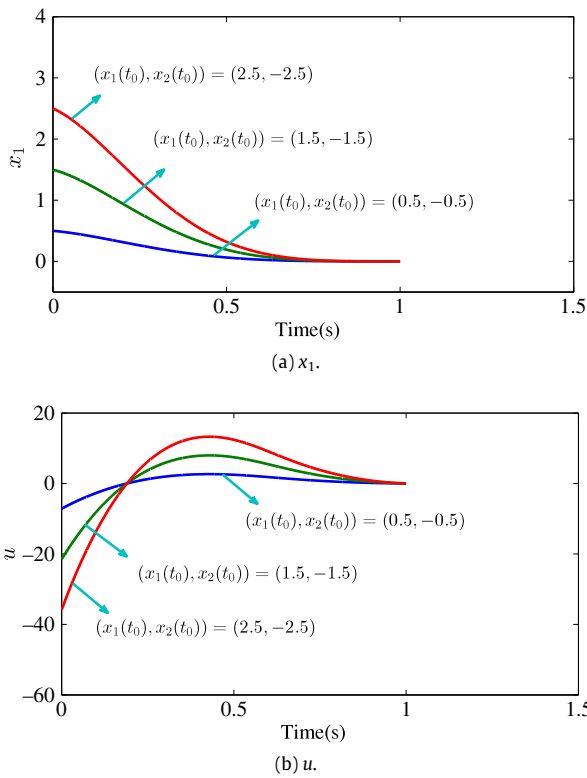 4
3
2
1
0
x₁
(x₁(t₀), x₂(t₀)) = (2.5, −2.5)
(x₁(t₀), x₂(t₀)) = (1.5, −1.5)
(x₁(t₀), x₂(t₀)) = (0.5, −0.5)
0 0.5 1 1.5
Time(s)
(a) x₁.
20
0
−20
−40
−60
u
(x₁(t₀), x₂(t₀)) = (0.5, −0.5)
(x₁(t₀), x₂(t₀)) = (1.5, −1.5)
(x₁(t₀), x₂(t₀)) = (2.5, −2.5)
0 0.5 1 1.5
Time(s)
(b) u.